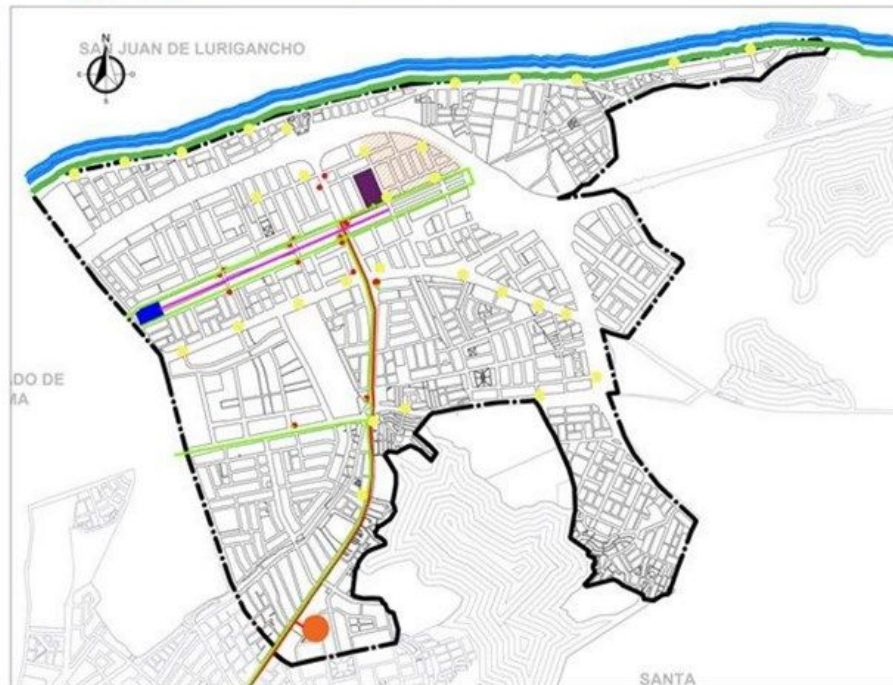 SAN JUAN DE LURIGANCHO
N
E
O
S
ADO DE
MA
SANTA